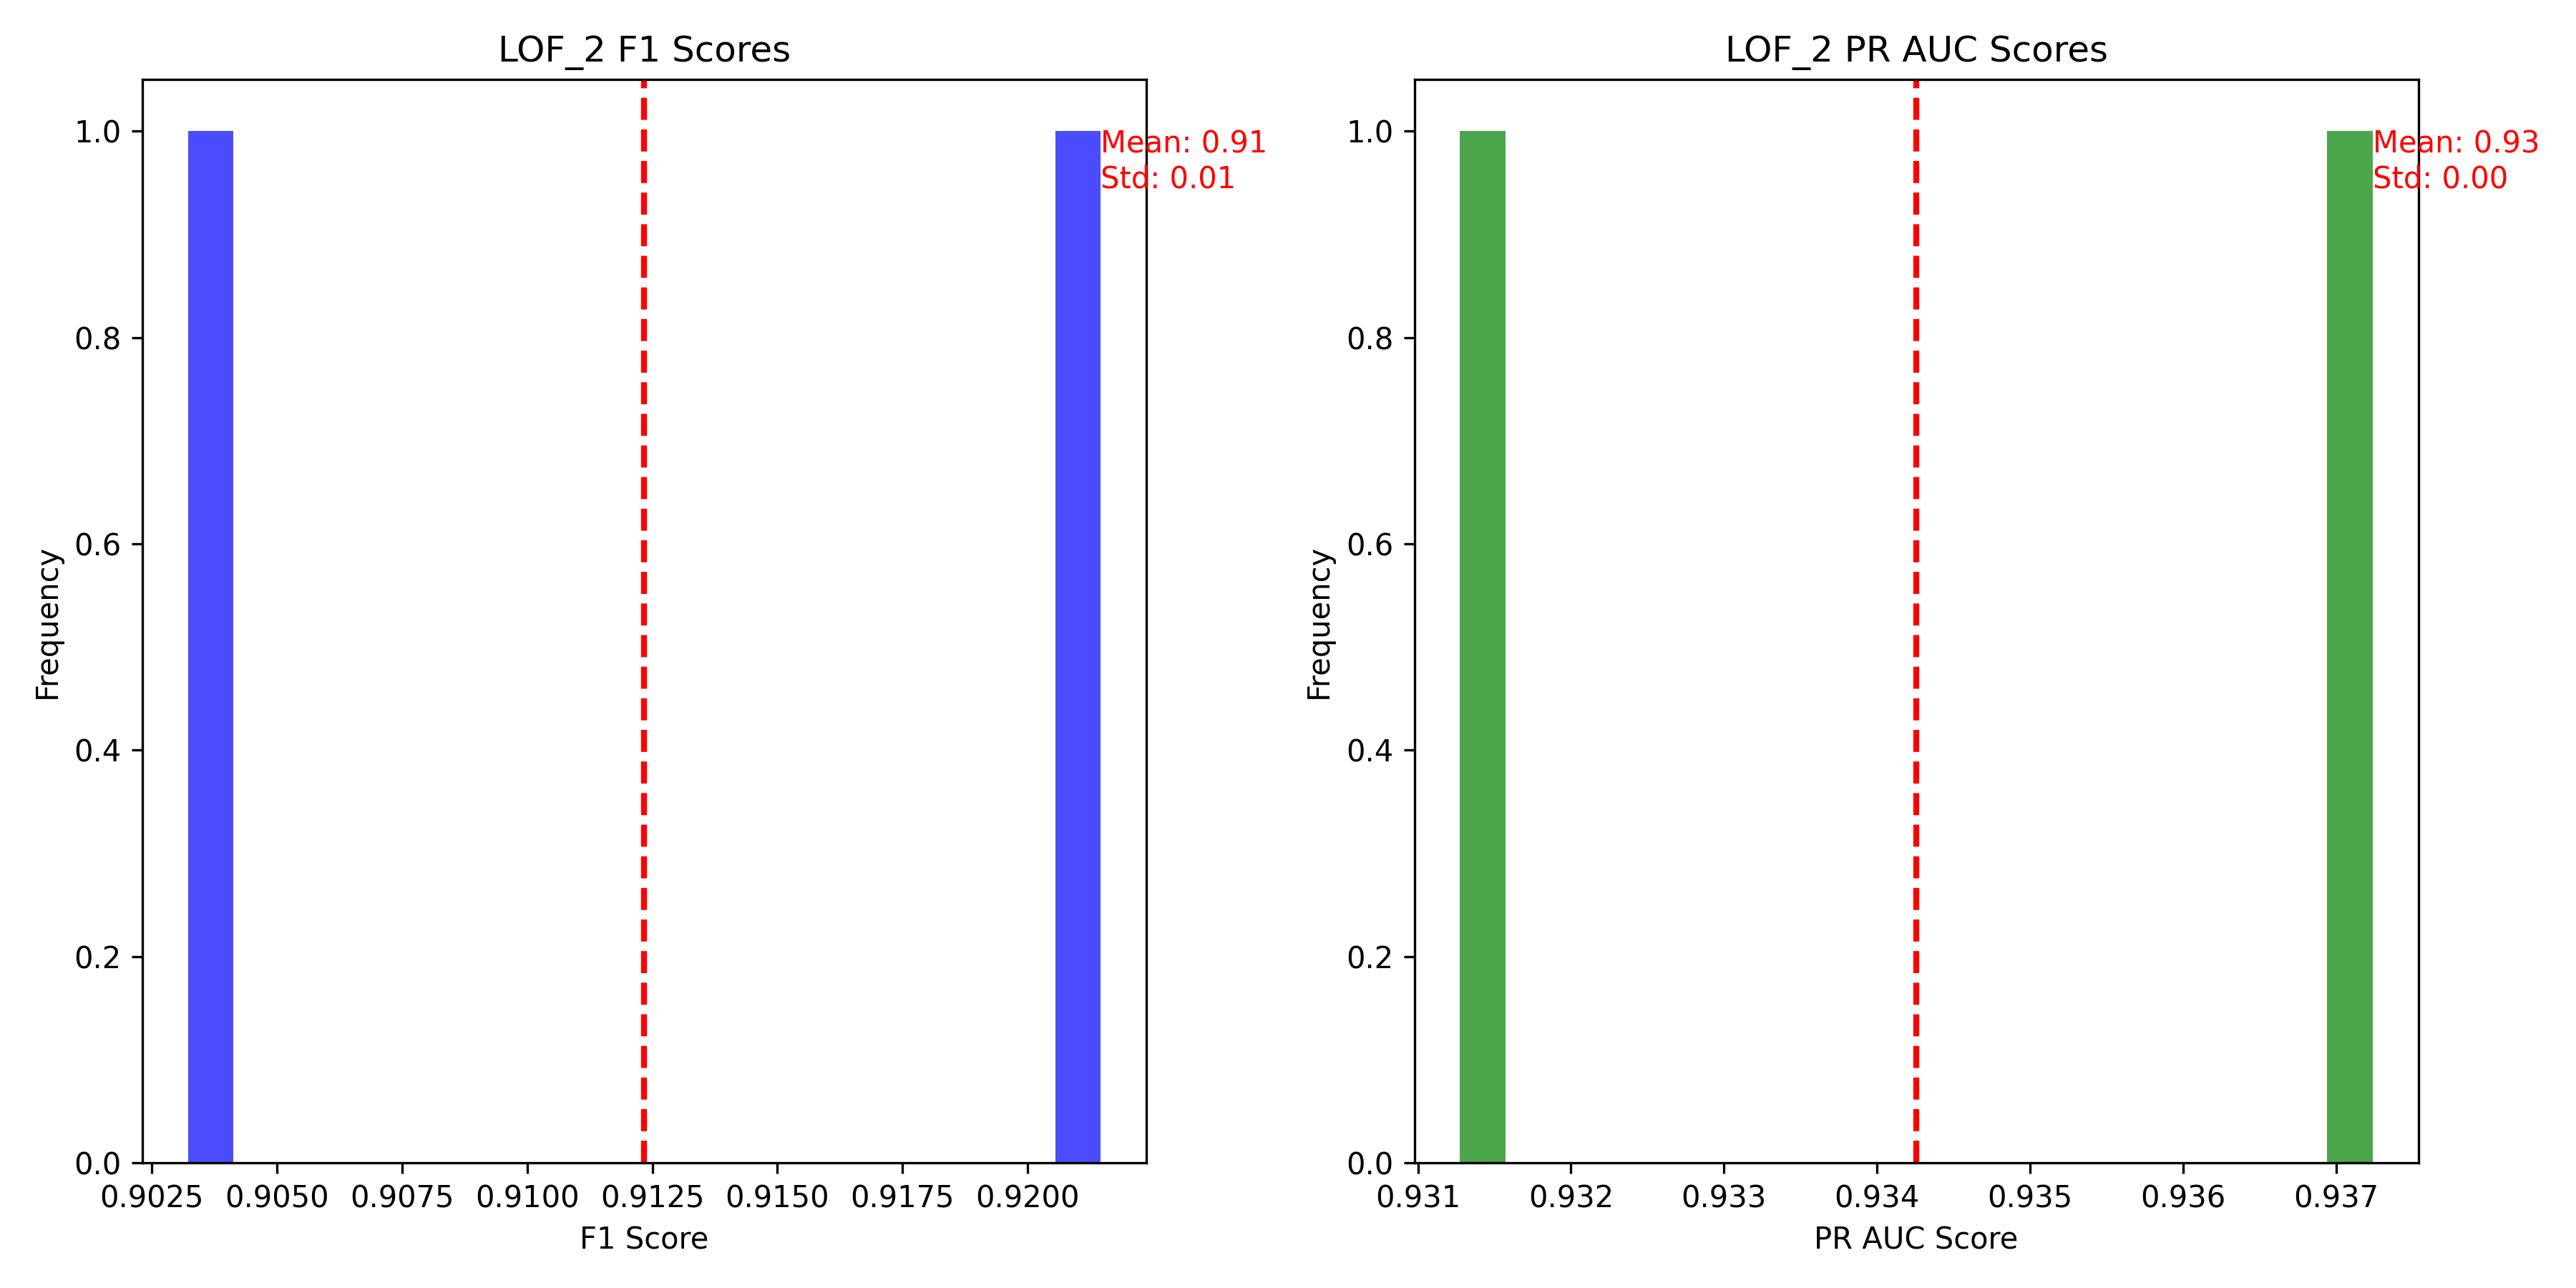 LOF_2 F1 Scores
1.0
0.8
0.6
0.4
0.2
0.0
Frequency
Mean: 0.91
Std: 0.01
0.9025 0.9050 0.9075 0.9100 0.9125 0.9150 0.9175 0.9200
F1 Score
LOF_2 PR AUC Scores
1.0
0.8
0.6
0.4
0.2
0.0
Frequency
Mean: 0.93
Std: 0.00
0.931 0.932 0.933 0.934 0.935 0.936 0.937
PR AUC Score